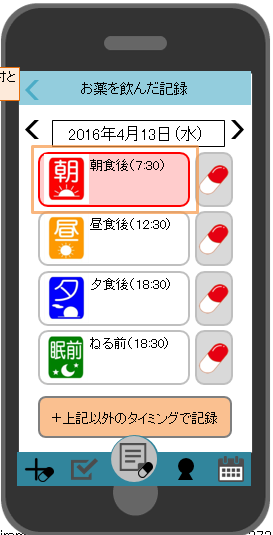 付と
お薬を飲んだ記録
2016年4月13日(水)
朝 朝食後(7:30)
昼 昼食後(12:30)
夕 夕食後(18:30)
眠前 ねる前(18:30)
+上記以外のタイミングで記録